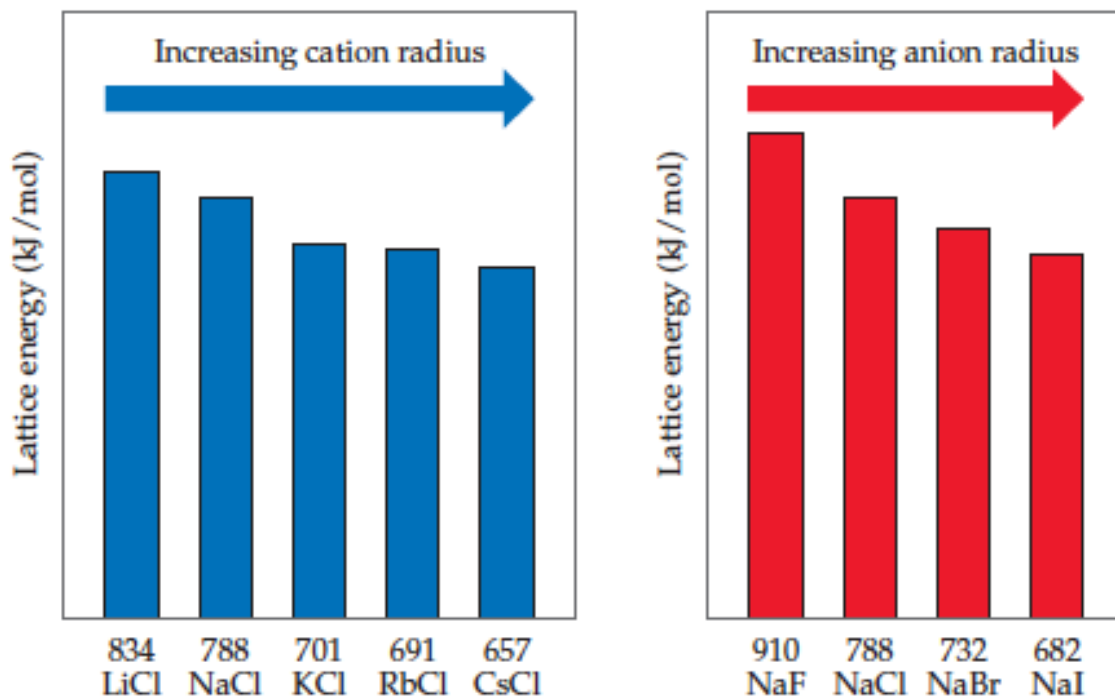 Increasing cation radius
Lattice energy (kJ/mol)
834 788 701 691 657
LiCl NaCl KCl RbCl CsCl
Increasing anion radius
Lattice energy (kJ/mol)
910 788 732 682
NaF NaCl NaBr NaI